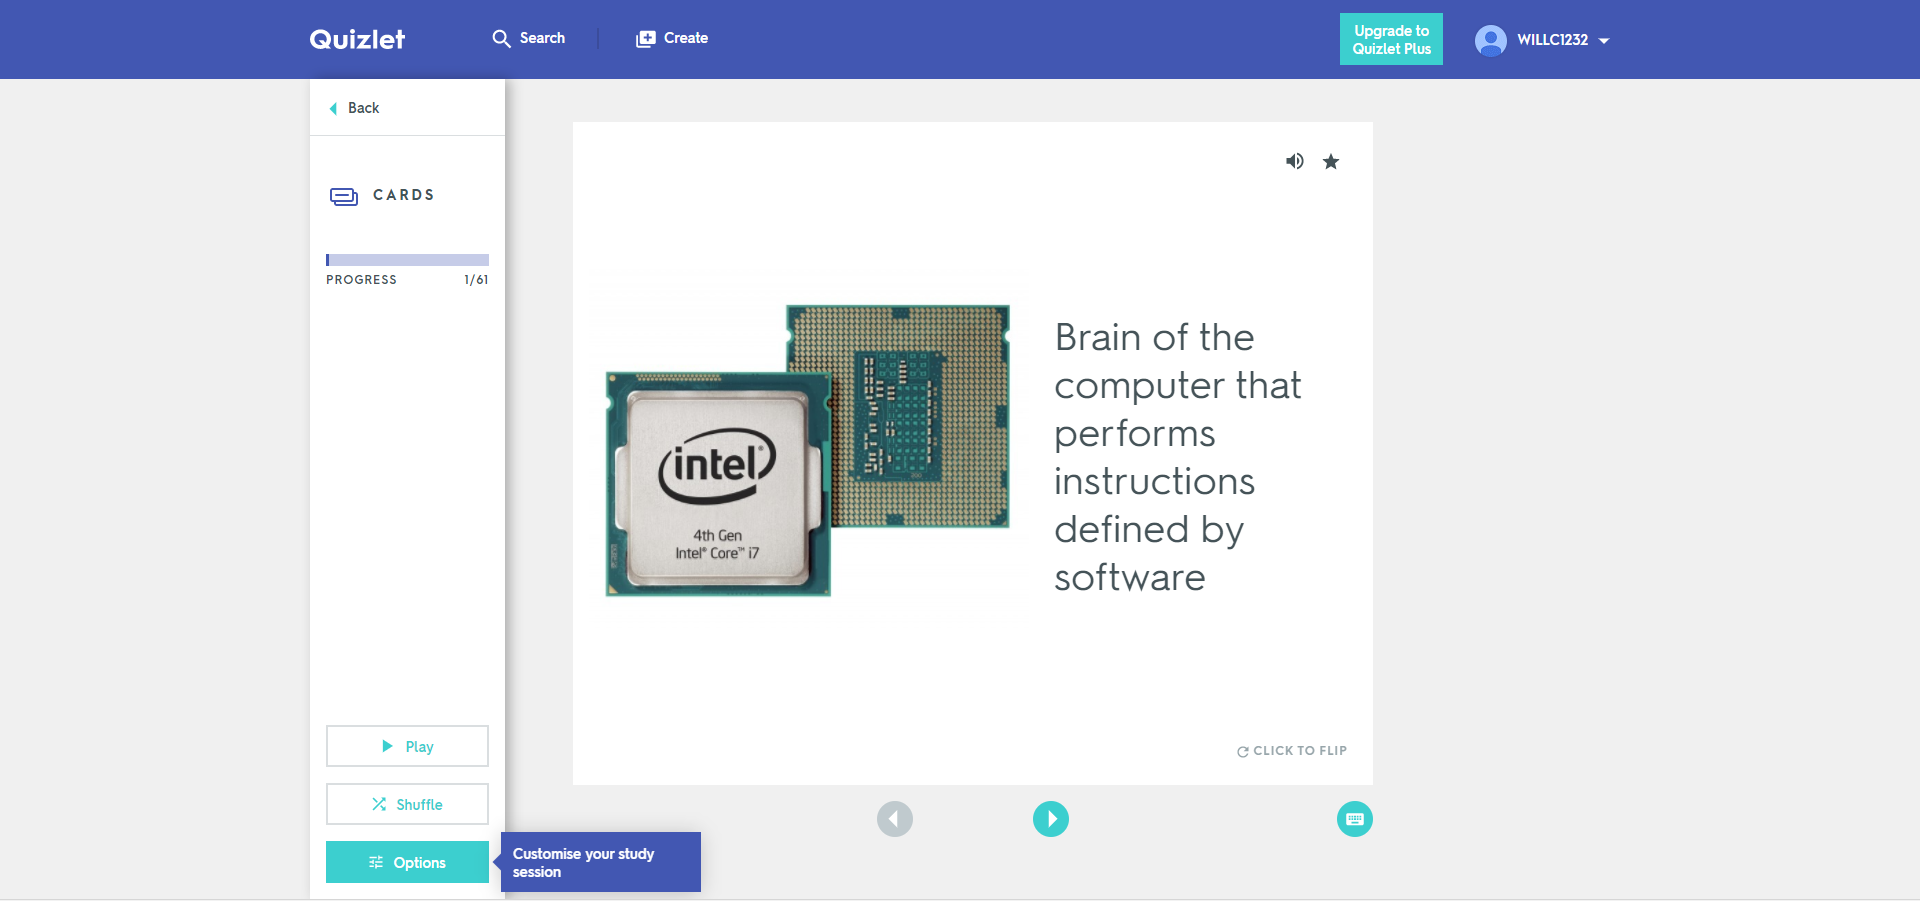 Quizlet
Search
Create
Upgrade to
Quizlet Plus
WILLC1232
Back
CARDS
PROGRESS 1/61
intel®
4th Gen
Intel® Core™ i7
Brain of the
computer that
performs
instructions
defined by
software
CLICK TO FLIP
Play
Shuffle
Options
Customise your study
session